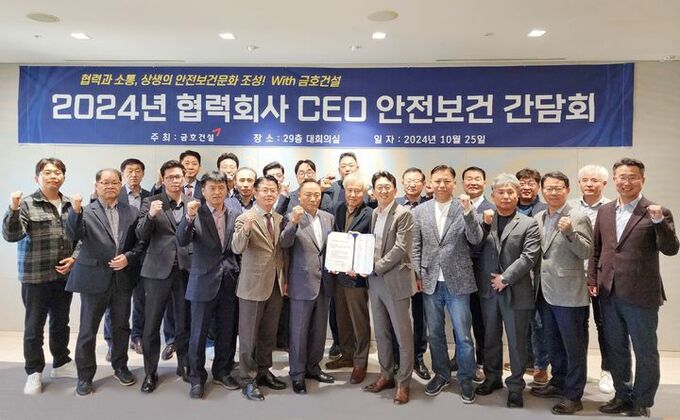 협력과 소통, 상생의 안전보건문화 조성! With 금호건설
2024년 협력회사 CEO 안전보건 간담회
주 최 : 금호건설 장 소 : 29층 대회의실 일 자 : 2024년 10월 25일